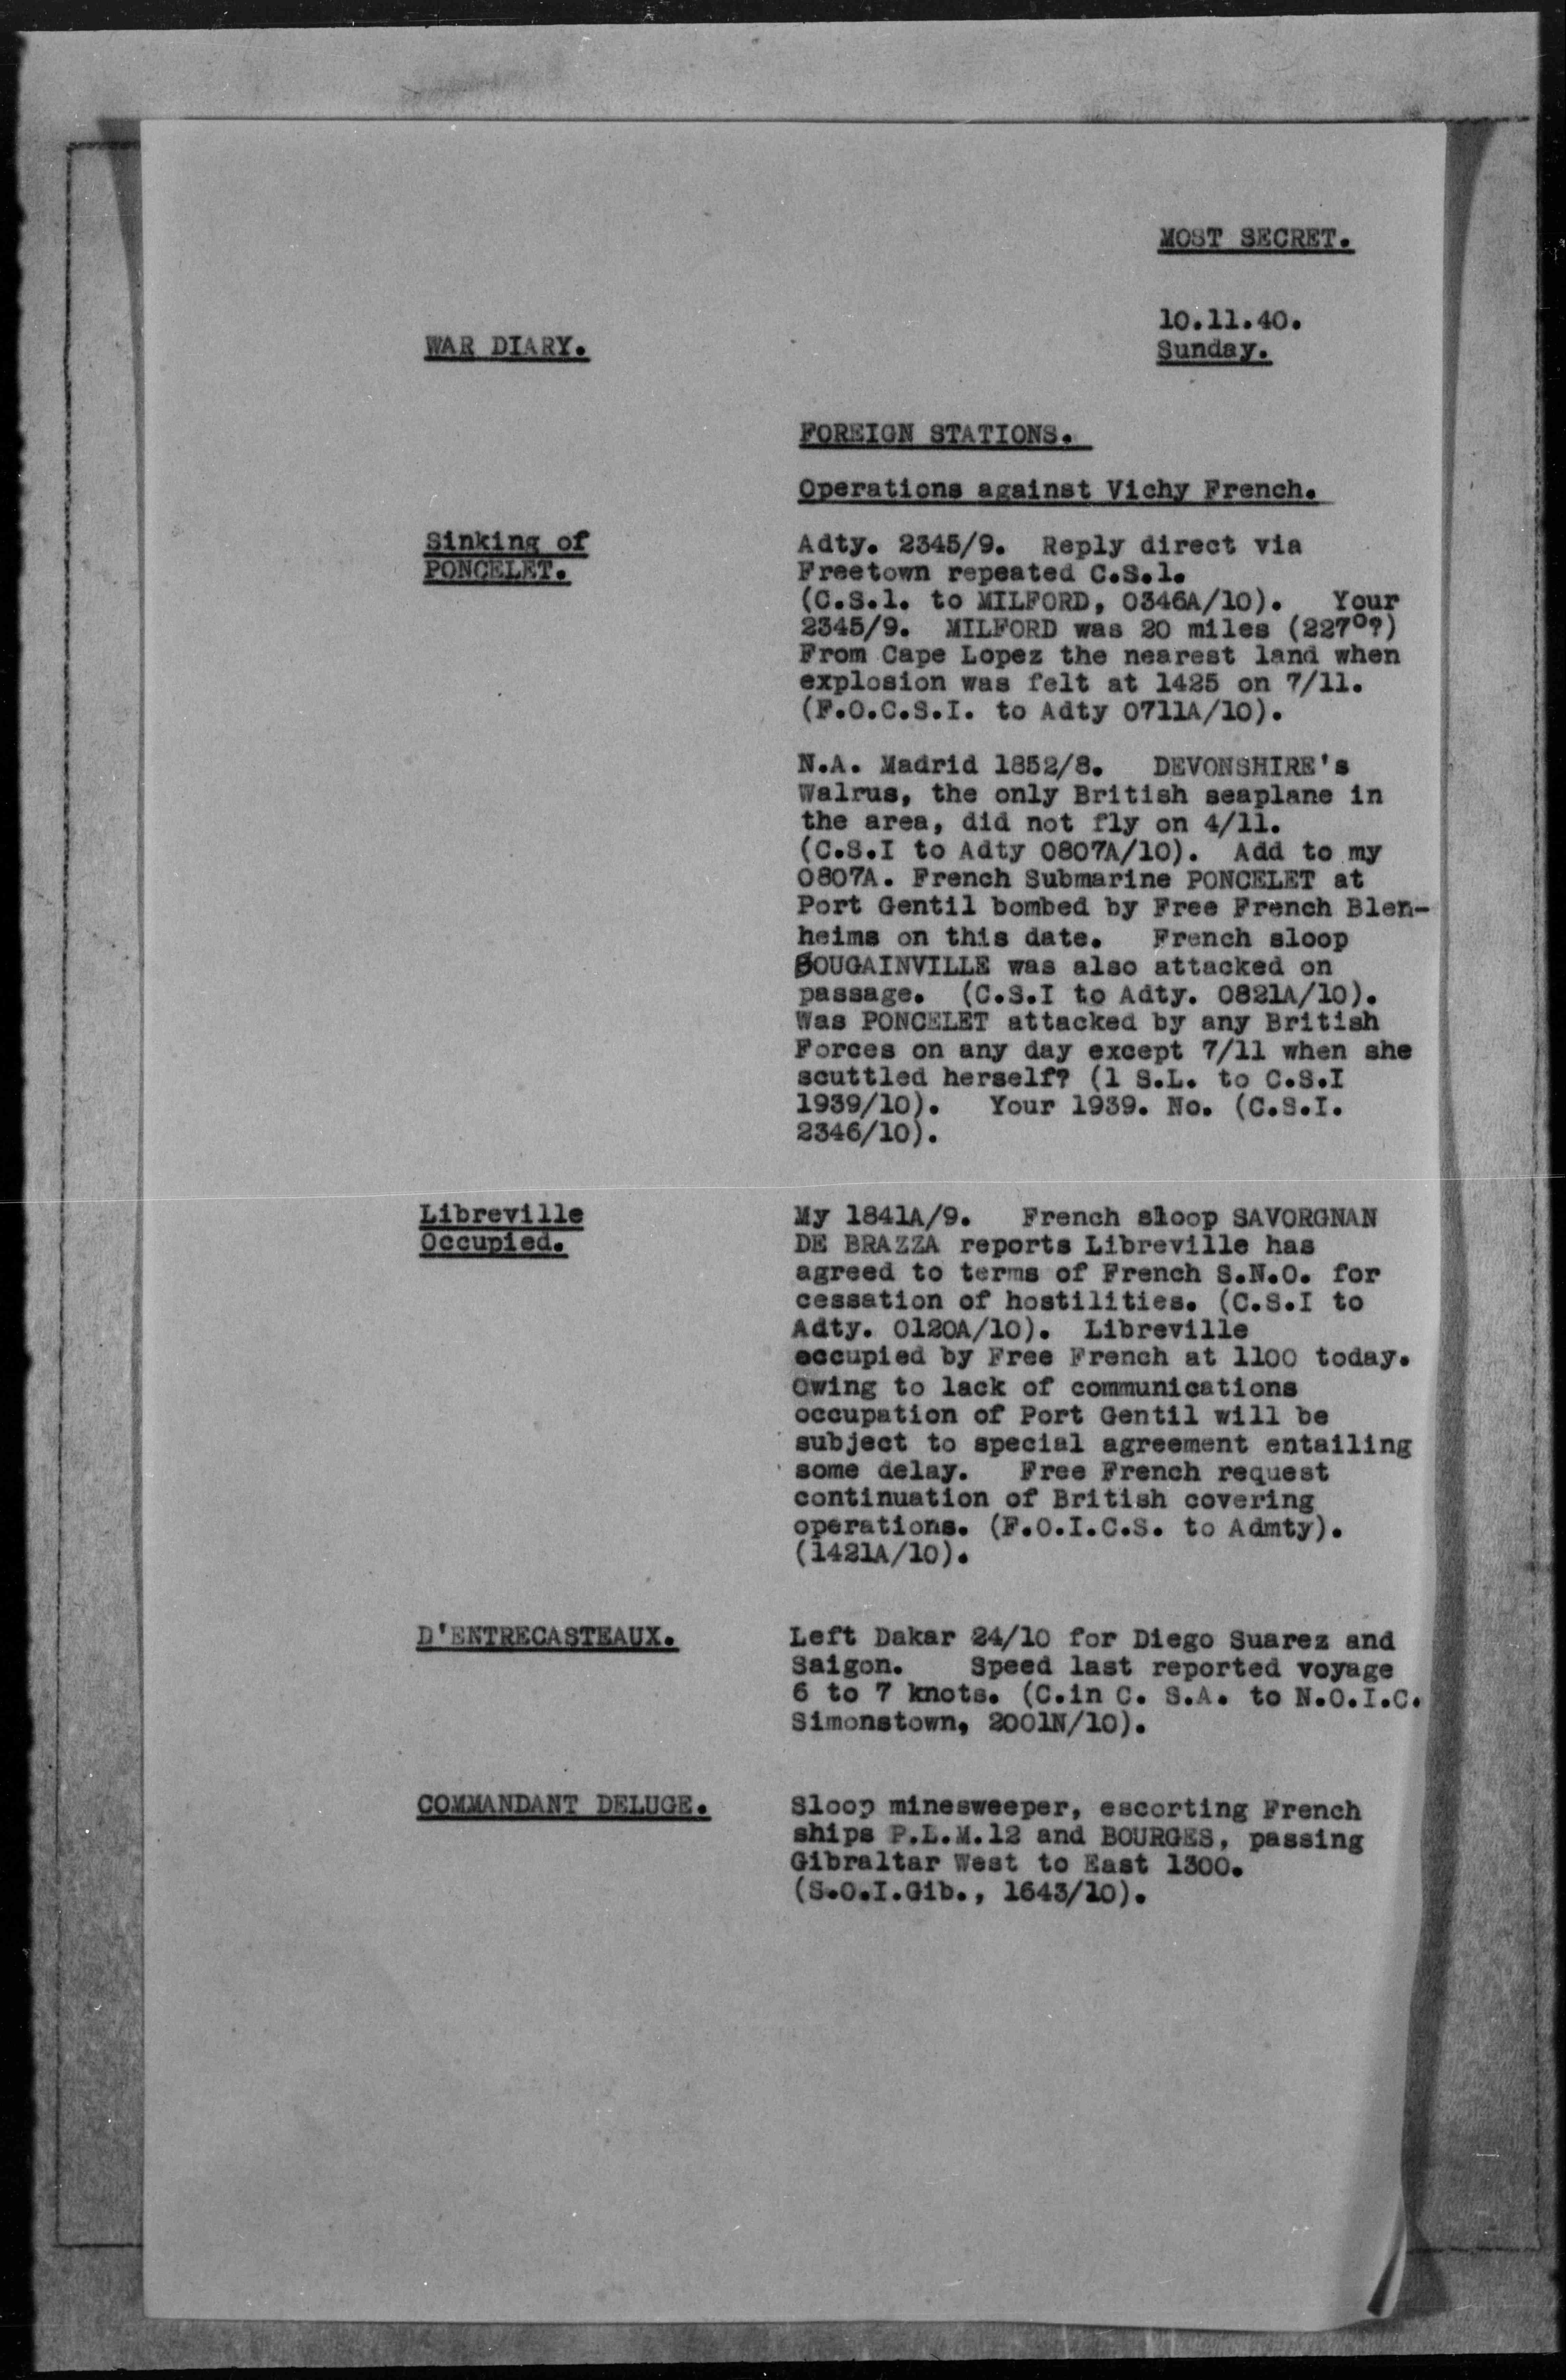 MOST SECRET.
10.11.40.
WAR DIARY.
Sunday.
FOREIGN STATIONS.
Operations against Vichy French.
Sinking of
PONCELET.
Adty. 2345/9. Reply direct via
Freetown repeated C.S.1.
(C.S.1. to MILFORD, 0346A/10). Your
2345/9. MILFORD was 20 miles (227°?)
From Cape Lopez the nearest land when
explosion was felt at 1425 on 7/11.
(F.O.C.S.I. to Adty 0711A/10).
N.A. Madrid 1852/8. DEVONSHIRE's
Walrus, the only British seaplane in
the area, did not fly on 4/11.
(C.S.I to Adty 0807A/10). Add to my
0807A. French Submarine PONCELET at
Port Gentil bombed by Free French Blen-
heims on this date. French sloop
BOUGAINVILLE was also attacked on
passage. (C.S.I to Adty. 0821A/10).
Was PONCELET attacked by any British
Forces on any day except 7/11 when she
scuttled herself? (1 S.L. to C.S.I
1939/10). Your 1939. No. (C.S.I.
2346/10).
Libreville
Occupied.
My 1841A/9. French sloop SAVORGNAN
DE BRAZZA reports Libreville has
agreed to terms of French S.N.O. for
cessation of hostilities. (C.S.I to
Adty. 0120A/10). Libreville
occupied by Free French at 1100 today.
Owing to lack of communications
occupation of Port Gentil will be
subject to special agreement entailing
some delay. Free French request
continuation of British covering
operations. (F.O.I.C.S. to Admty).
(1421A/10).
D'ENTRECASTEAUX.
Left Dakar 24/10 for Diego Suarez and
Saigon. Speed last reported voyage
6 to 7 knots. (C.in C. S.A. to N.O.I.C.
Simonstown, 2001N/10).
COMMANDANT DELUGE.
Sloop minesweeper, escorting French
ships P.L.M.12 and BOURGES, passing
Gibraltar West to East 1300.
(S.O.I.Gib., 1643/10).